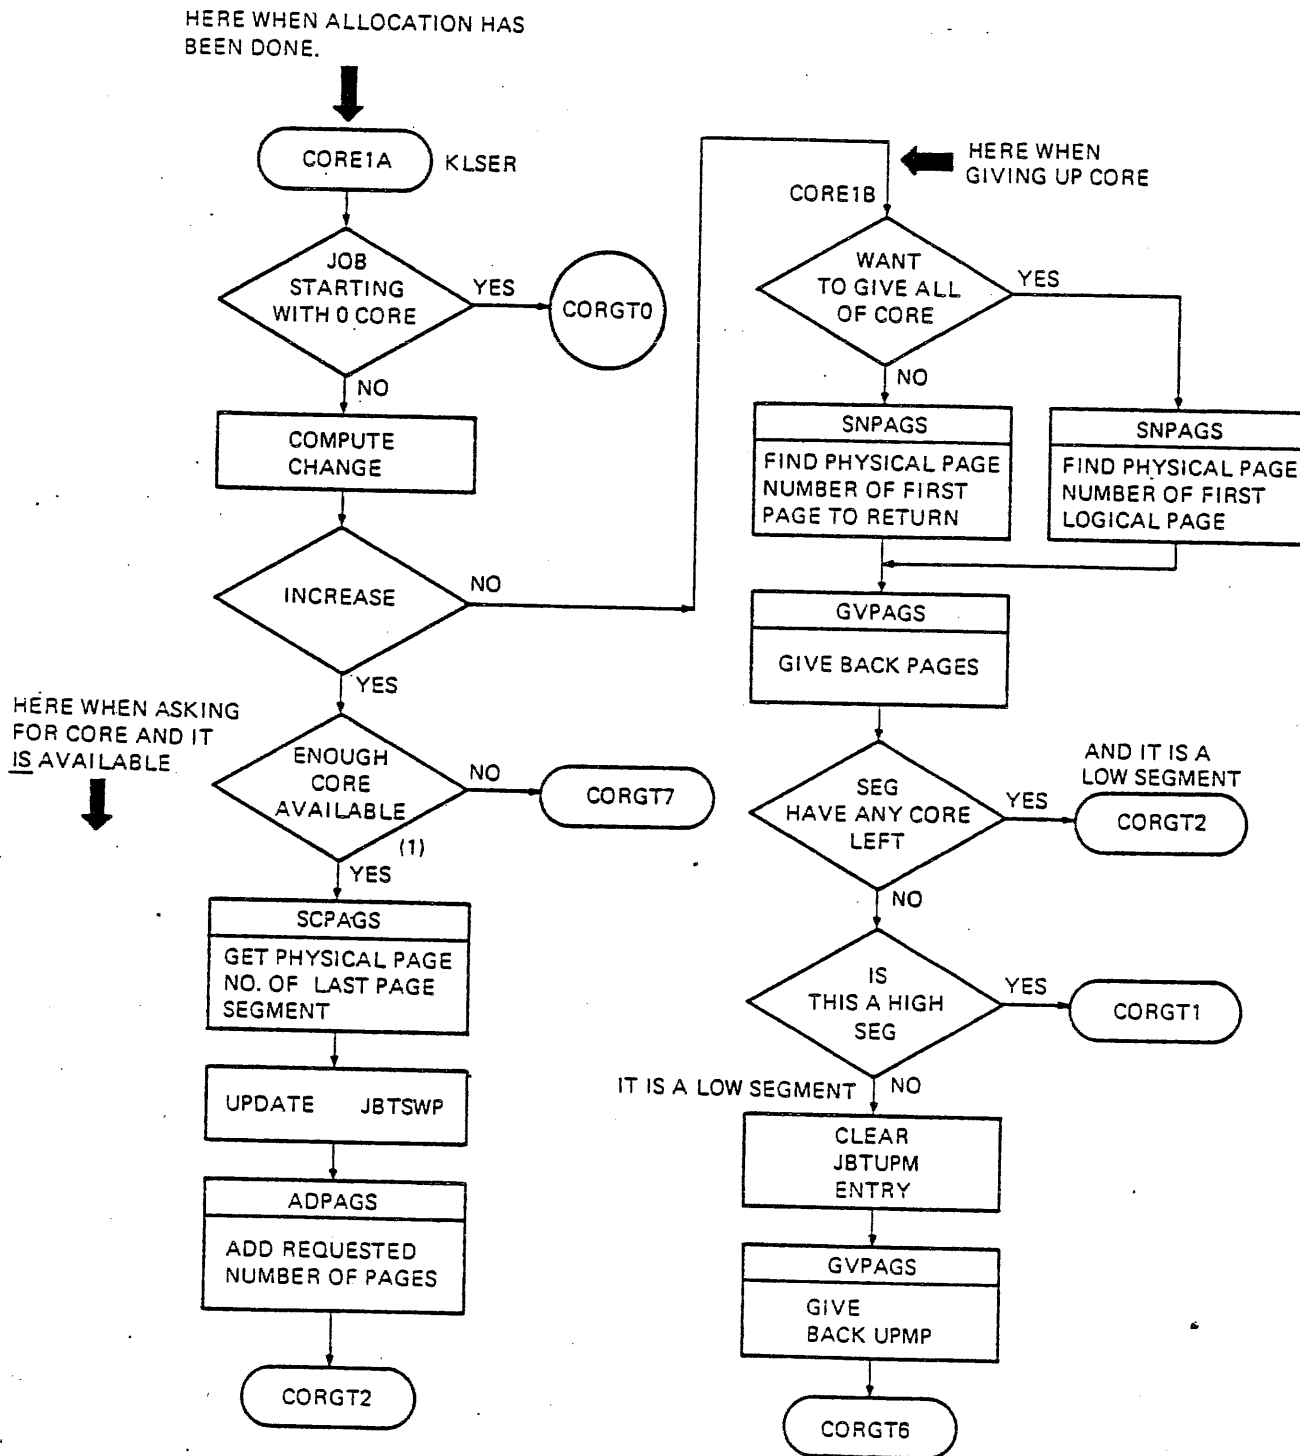 HERE WHEN ALLOCATION HAS
BEEN DONE.
CORE1A
KLSER
JOB
STARTING
WITH 0 CORE
YES
CORGT0
NO
COMPUTE
CHANGE
INCREASE
NO
YES
HERE WHEN ASKING
FOR CORE AND IT
IS AVAILABLE
ENOUGH
CORE
AVAILABLE
(1)
NO
CORGT7
YES
SCPAGS
GET PHYSICAL PAGE
NO. OF LAST PAGE
SEGMENT
UPDATE JBTSWP
ADPAGS
ADD REQUESTED
NUMBER OF PAGES
CORGT2
HERE WHEN
GIVING UP CORE
CORE1B
WANT
TO GIVE ALL
OF CORE
YES
NO
SNPAGS
FIND PHYSICAL PAGE
NUMBER OF FIRST
PAGE TO RETURN
SNPAGS
FIND PHYSICAL PAGE
NUMBER OF FIRST
LOGICAL PAGE
GVPAGS
GIVE BACK PAGES
SEG
HAVE ANY CORE
LEFT
YES
AND IT IS A
LOW SEGMENT
CORGT2
NO
IS
THIS A HIGH
SEG
YES
CORGT1
IT IS A LOW SEGMENT
NO
CLEAR
JBTUPM
ENTRY
GVPAGS
GIVE
BACK UPMP
CORGT6